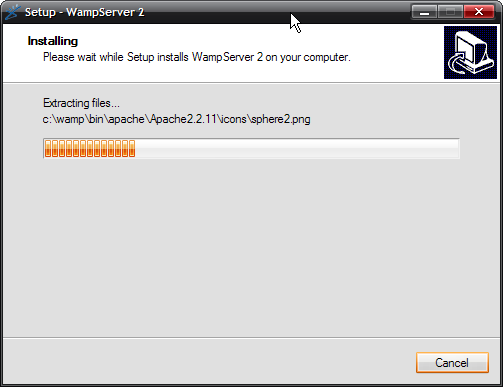 Setup - WampServer 2
Installing
Please wait while Setup installs WampServer 2 on your computer.
Extracting files...
c:\wamp\bin\apache\Apache2.2.11\icons\sphere2.png
Cancel